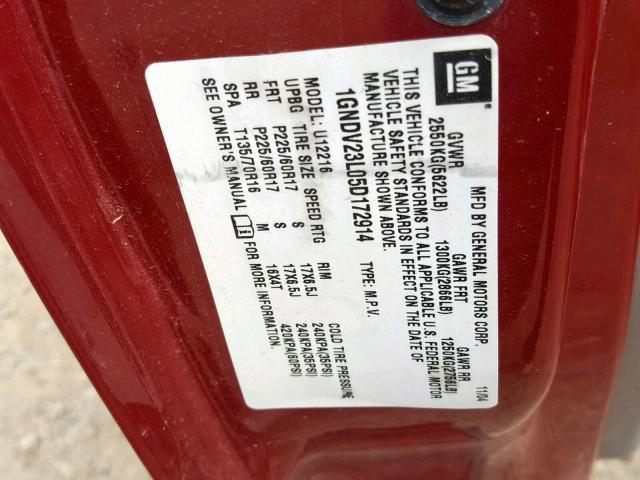 GM
MFD BY GENERAL MOTORS CORP. 11/04
GVWR GAWR FRT GAWR RR
2550KG(5622LB) 1300KG(2866LB) 1250KG(2756LB)
THIS VEHICLE CONFORMS TO ALL APPLICABLE U.S. FEDERAL MOTOR
VEHICLE SAFETY STANDARDS IN EFFECT ON THE DATE OF
MANUFACTURE SHOWN ABOVE.
1GNDV23L05D172914 TYPE: M.P.V.
MODEL: U12216
UPBG TIRE SIZE SPEED RTG RIM COLD TIRE PRESSURE
FRT P225/60R17 S 17X6.5J 240KPA(35PSI)
RR P225/60R17 S 17X6.5J 240KPA(35PSI)
SPA T135/70R16 M 16X4T 420KPA(60PSI)
SEE OWNER'S MANUAL i FOR MORE INFORMATION.